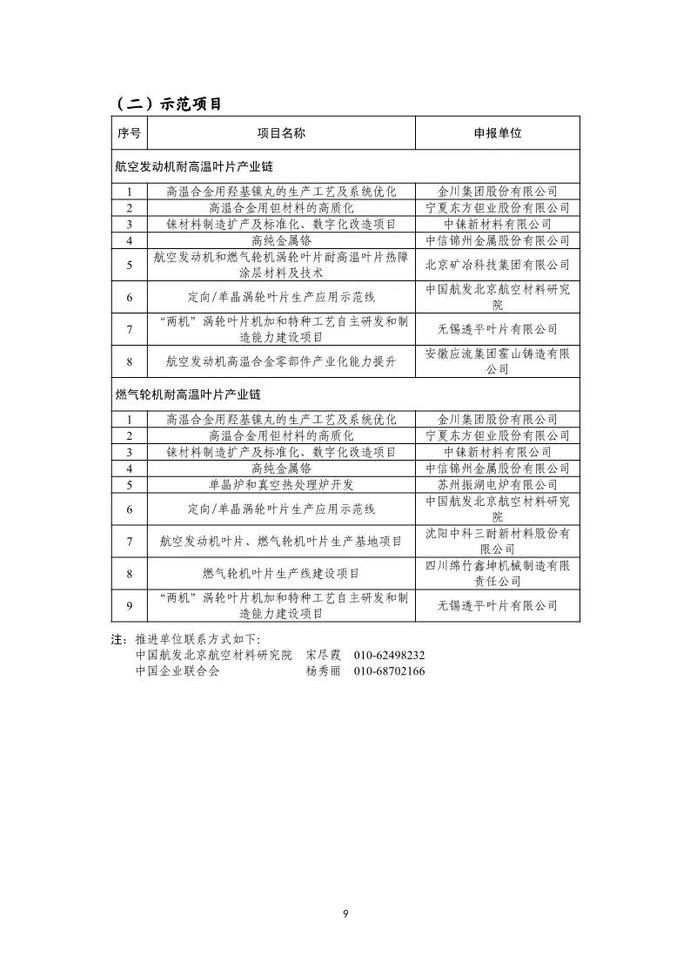 （二）示范项目
序号 项目名称 申报单位
航空发动机耐高温叶片产业链
1 高温合金用羟基镍丸的生产工艺及系统优化 金川集团股份有限公司
2 高温合金用钽材料的高质化 宁夏东方钽业股份有限公司
3 铼材料制造扩产及标准化、数字化改造项目 中铼新材料有限公司
4 高纯金属铬 中信锦州金属股份有限公司
5 航空发动机和燃气轮机涡轮叶片耐高温叶片热障
涂层材料及技术 北京矿冶科技集团有限公司
6 定向/单晶涡轮叶片生产应用示范线 中国航发北京航空材料研究
院
7 “两机”涡轮叶片机加和特种工艺自主研发和制
造能力建设项目 无锡透平叶片有限公司
8 航空发动机高温合金零部件产业化能力提升 安徽应流集团霍山铸造有限
公司
燃气轮机耐高温叶片产业链
1 高温合金用羟基镍丸的生产工艺及系统优化 金川集团股份有限公司
2 高温合金用钽材料的高质化 宁夏东方钽业股份有限公司
3 铼材料制造扩产及标准化、数字化改造项目 中铼新材料有限公司
4 高纯金属铬 中信锦州金属股份有限公司
5 单晶炉和真空热处理炉开发 苏州振湖电炉有限公司
6 定向/单晶涡轮叶片生产应用示范线 中国航发北京航空材料研究
院
7 航空发动机叶片、燃气轮机叶片生产基地项目 沈阳中科三耐新材料股份有
限公司
8 燃气轮机叶片生产线建设项目 四川绵竹鑫坤机械制造有限
责任公司
9 “两机”涡轮叶片机加和特种工艺自主研发和制
造能力建设项目 无锡透平叶片有限公司
注：推进单位联系方式如下：
中国航发北京航空材料研究院 宋尽霞 010-62498232
中国企业联合会 杨秀丽 010-68702166
9